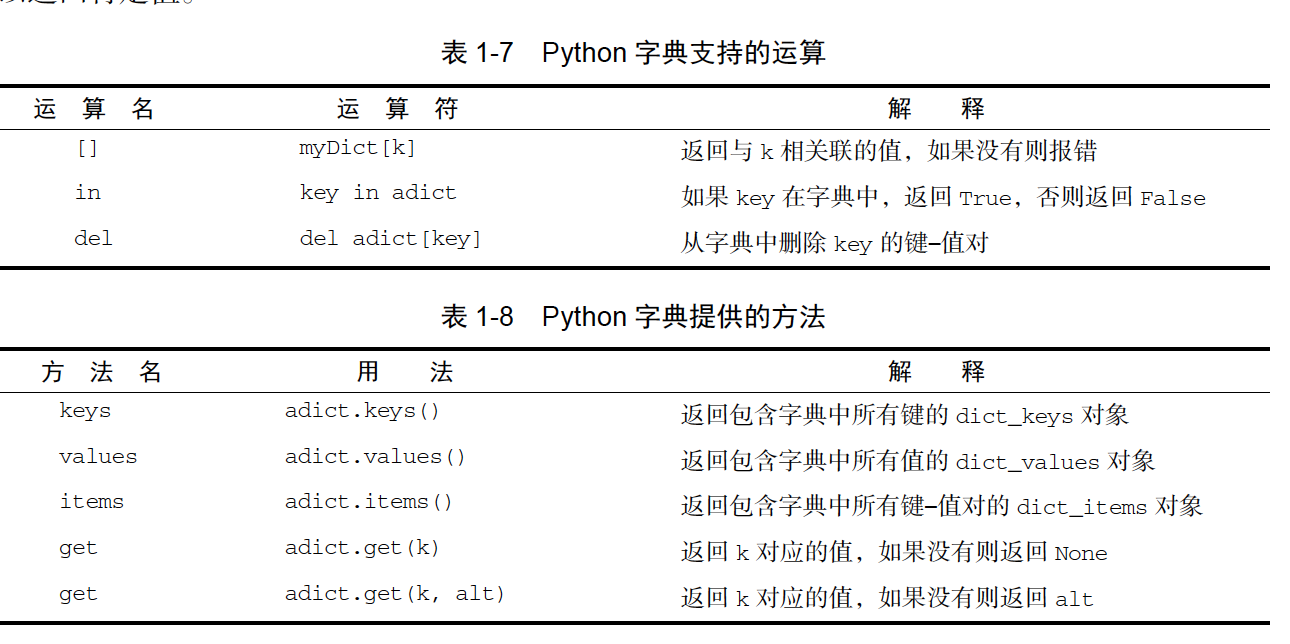 表 1-7 Python 字典支持的运算
运 算 名 运 算 符 解 释
[] myDict[k] 返回与 k 相关联的值，如果没有则报错
in key in adict 如果 key 在字典中，返回 True，否则返回 False
del del adict[key] 从字典中删除 key 的键–值对
表 1-8 Python 字典提供的方法
方 法 名 用 法 解 释
keys adict.keys() 返回包含字典中所有键的 dict_keys 对象
values adict.values() 返回包含字典中所有值的 dict_values 对象
items adict.items() 返回包含字典中所有键–值对的 dict_items 对象
get adict.get(k) 返回 k 对应的值，如果没有则返回 None
get adict.get(k, alt) 返回 k 对应的值，如果没有则返回 alt